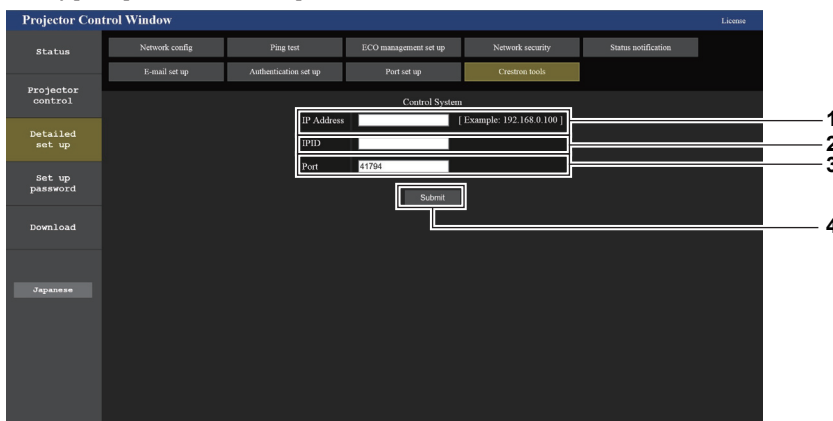 Projector Control Window
License
Status
Projector
control
Detailed
set up
Set up
password
Download
Japanese
Network config
Ping test
ECO management set up
Network security
Status notification
E-mail set up
Authentication set up
Port set up
Crestron tools
Control System
IP Address [ Example: 192.168.0.100 ]
IPID
Port 41794
Submit
1
2
3
4